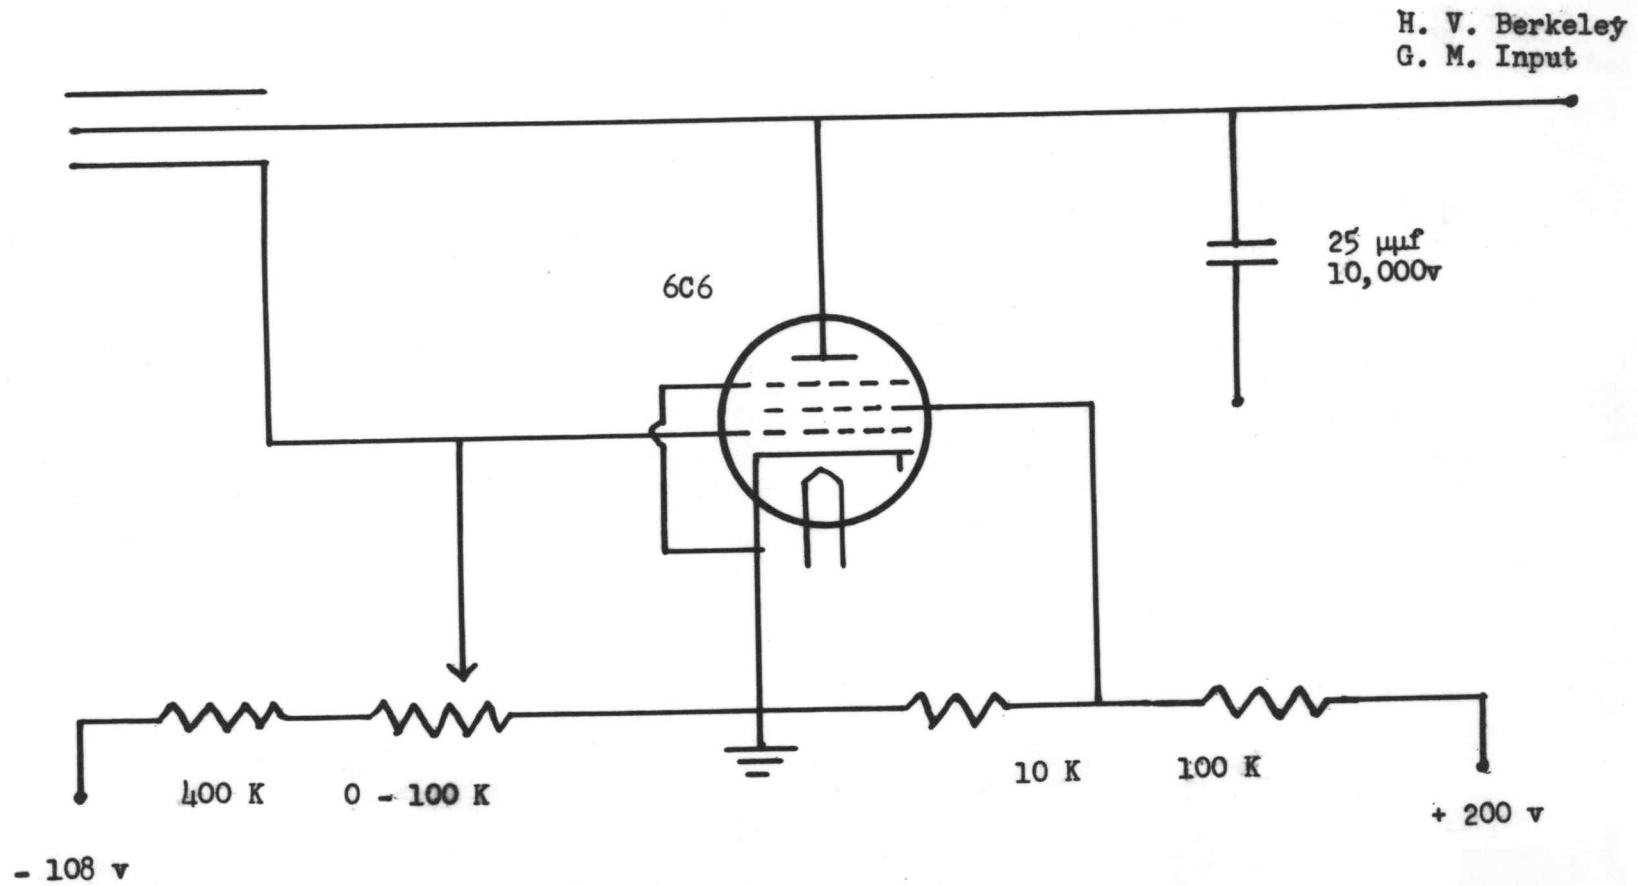 H. V. Berkeley
G. M. Input
25 μμf
10,000v
6C6
10 K
100 K
400 K
0 - 100 K
+ 200 v
- 108 v